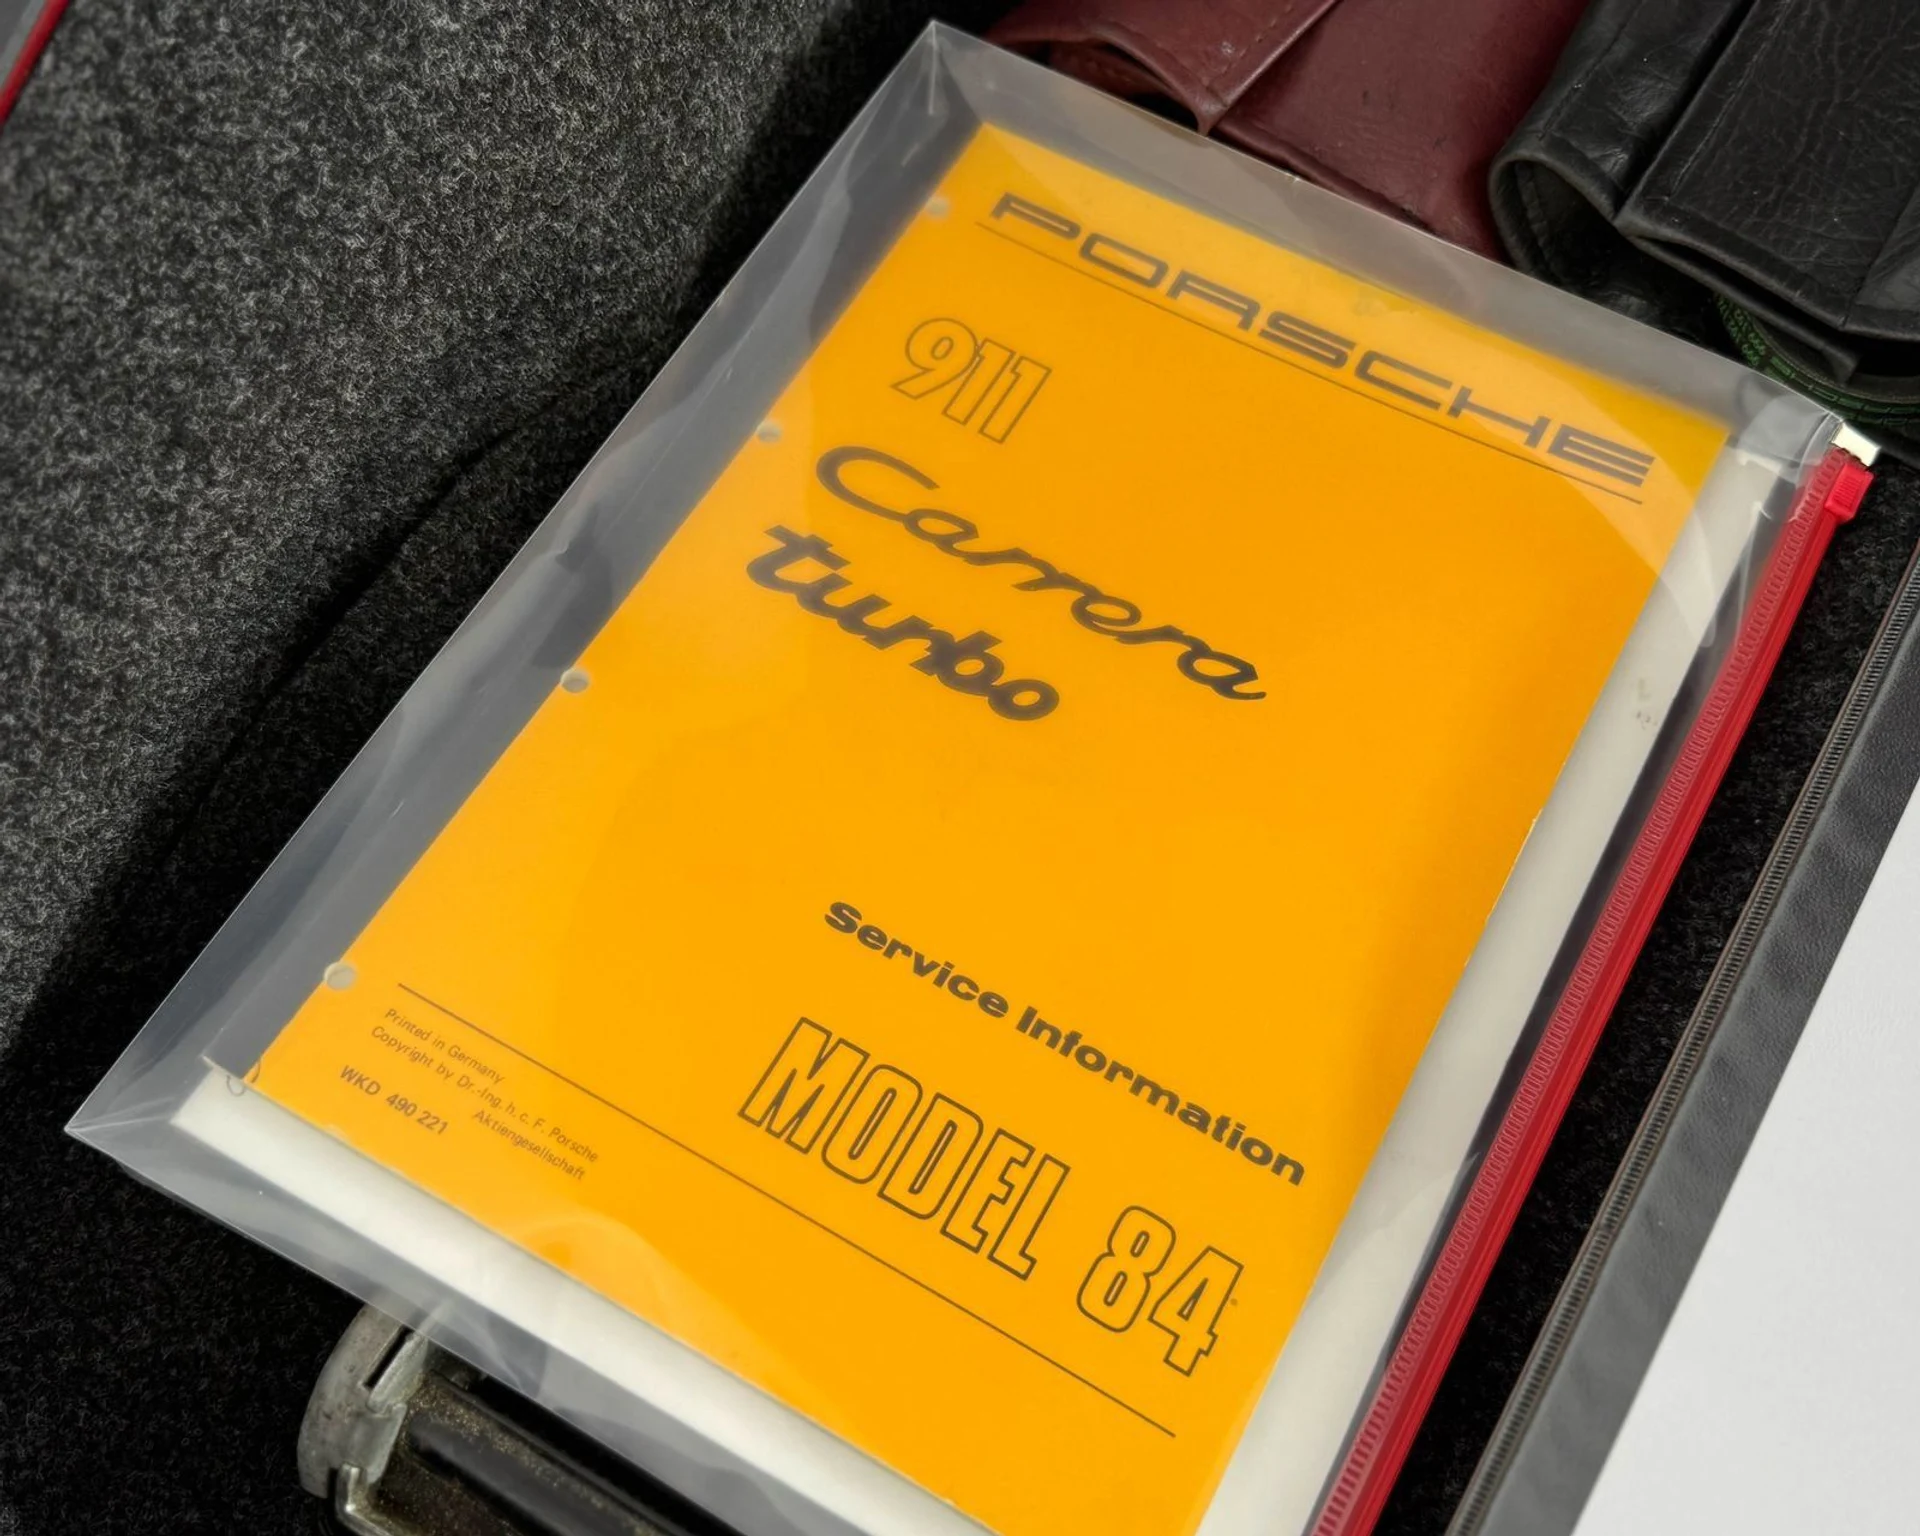 PORSCHE
911
Carrera
turbo
Service Information
MODEL 84
Printed in Germany
Copyright by Dr.-Ing. h. c. F. Porsche
Aktiengesellschaft
WKD 490 221